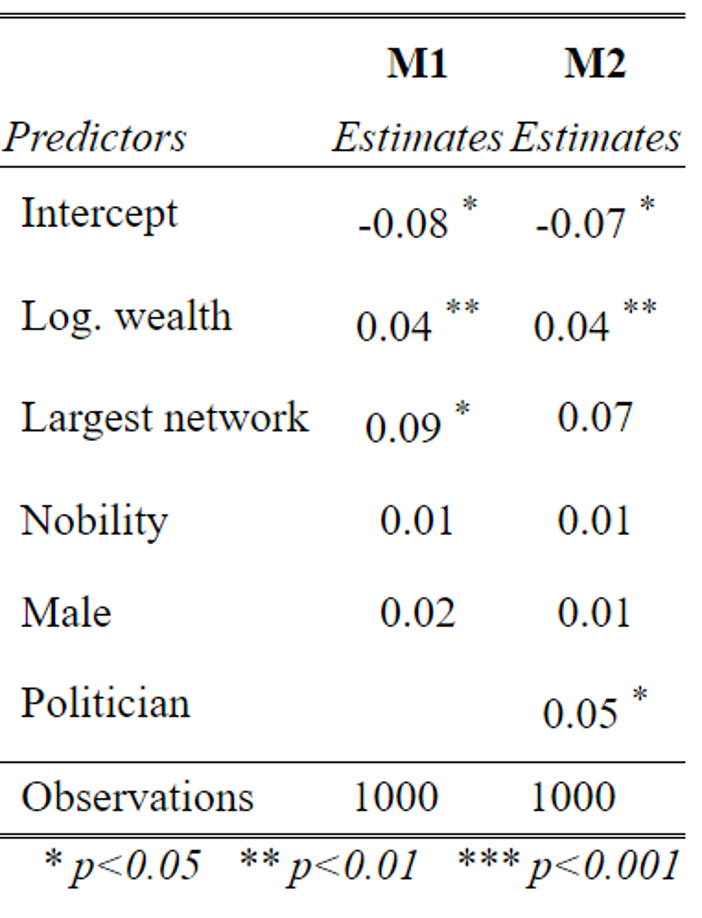 M1 M2
Predictors Estimates Estimates
Intercept -0.08 * -0.07 *
Log. wealth 0.04 ** 0.04 **
Largest network 0.09 * 0.07
Nobility 0.01 0.01
Male 0.02 0.01
Politician 0.05 *
Observations 1000 1000
* p<0.05 ** p<0.01 *** p<0.001